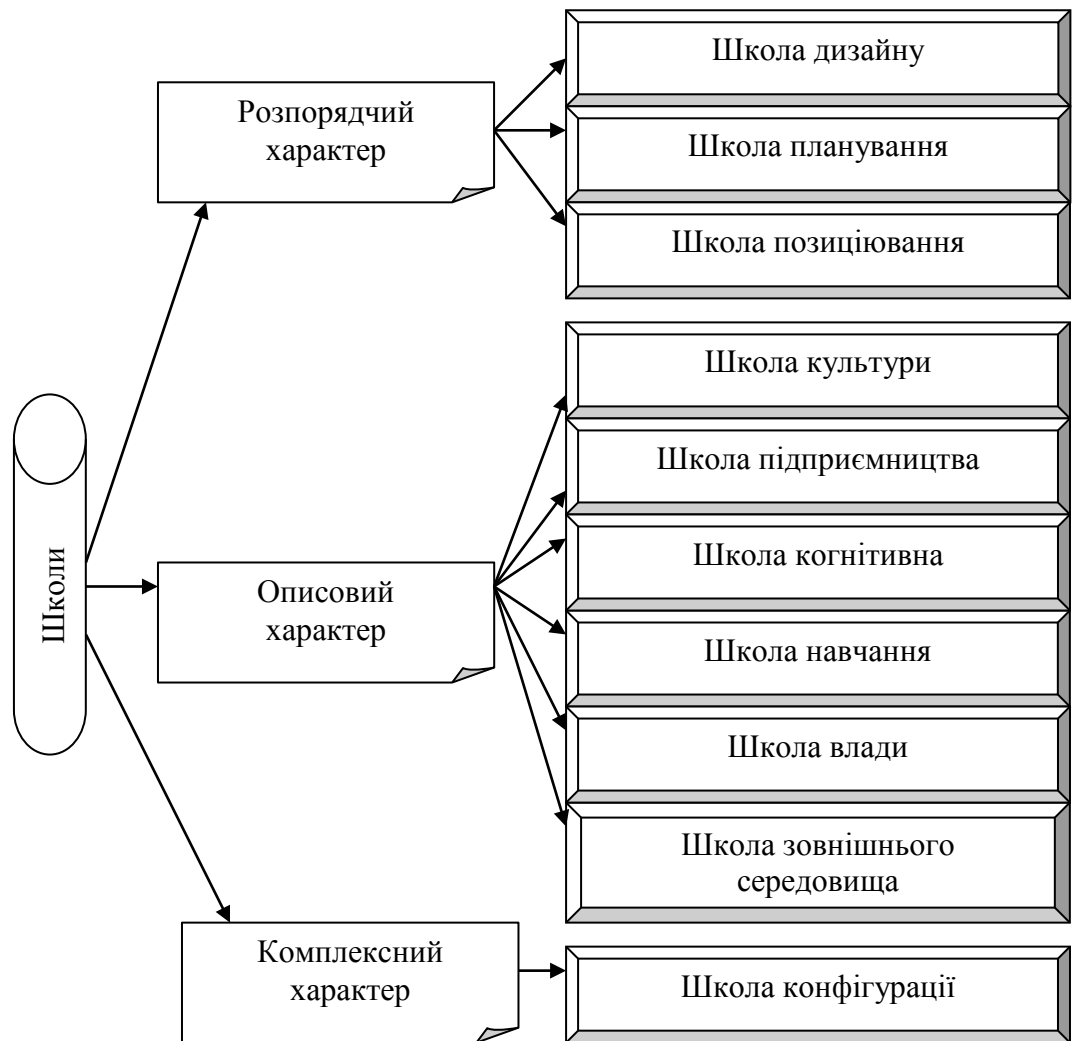 Школи
Розпорядчий
характер
Школа дизайну
Школа планування
Школа позиціювання
Описовий
характер
Школа культури
Школа підприємництва
Школа когнітивна
Школа навчання
Школа влади
Школа зовнішнього
середовища
Комплексний
характер
Школа конфігурації